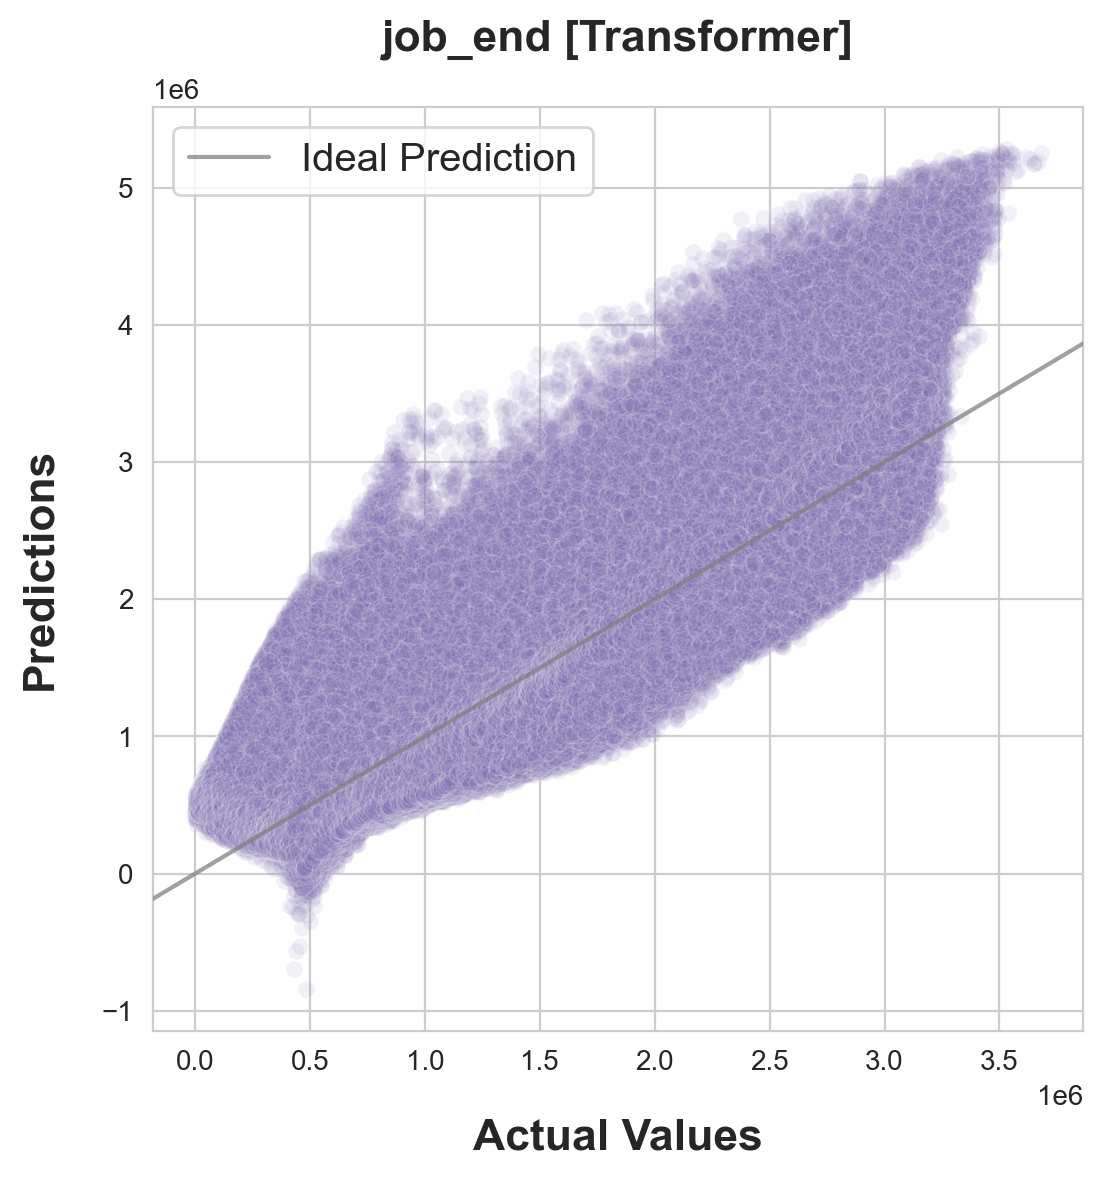 job_end [Transformer]
1e6
Ideal Prediction
5
4
3
2
1
0
−1
Predictions
0.0 0.5 1.0 1.5 2.0 2.5 3.0 3.5
1e6
Actual Values